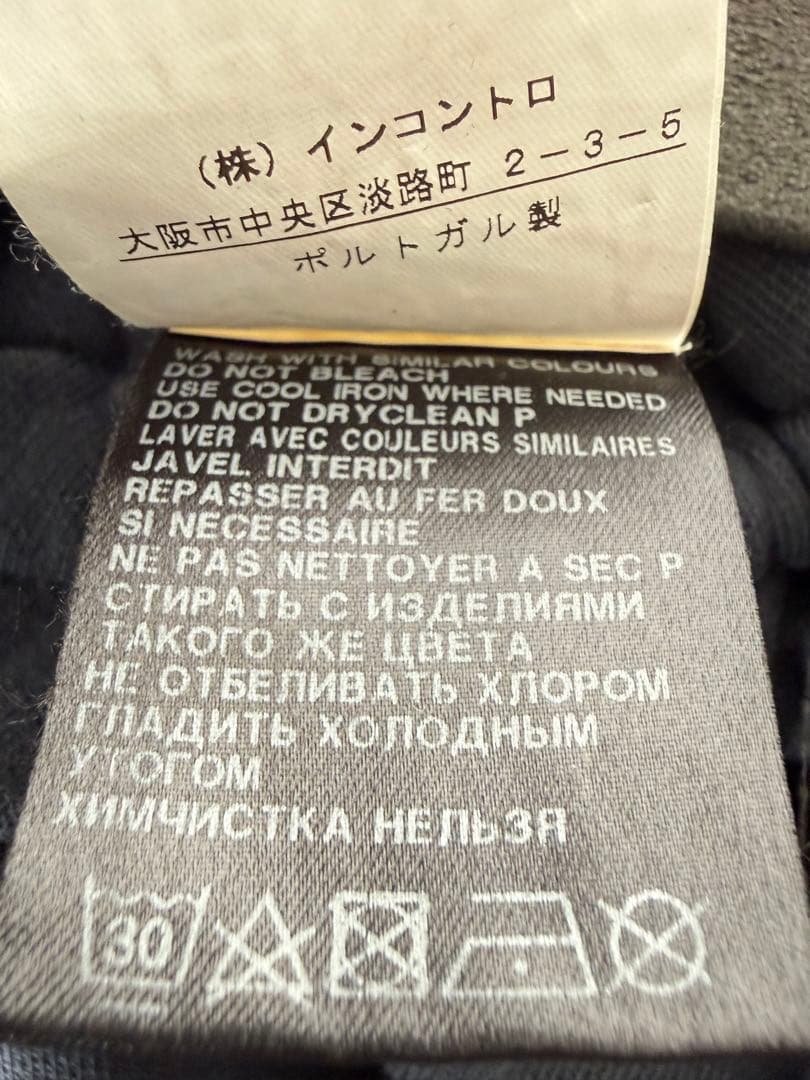 (株) インコントロ
大阪市中央区淡路町 2-3-5
ポルトガル製
WASH WITH SIMILAR COLOURS
DO NOT BLEACH
USE COOL IRON WHERE NEEDED
DO NOT DRYCLEAN P
LAVER AVEC COULEURS SIMILAIRES
JAVEL INTERDIT
REPASSER AU FER DOUX
SI NECESSAIRE
NE PAS NETTOYER A SEC P
СТИРАТЬ С ИЗДЕЛИЯМИ
ТАКОГО ЖЕ ЦВЕТА
НЕ ОТБЕЛИВАТЬ ХЛОРОМ
ГЛАДИТЬ ХОЛОДНЫМ
УТОГОМ
ХИМЧИСТКА НЕЛЬЗЯ
30